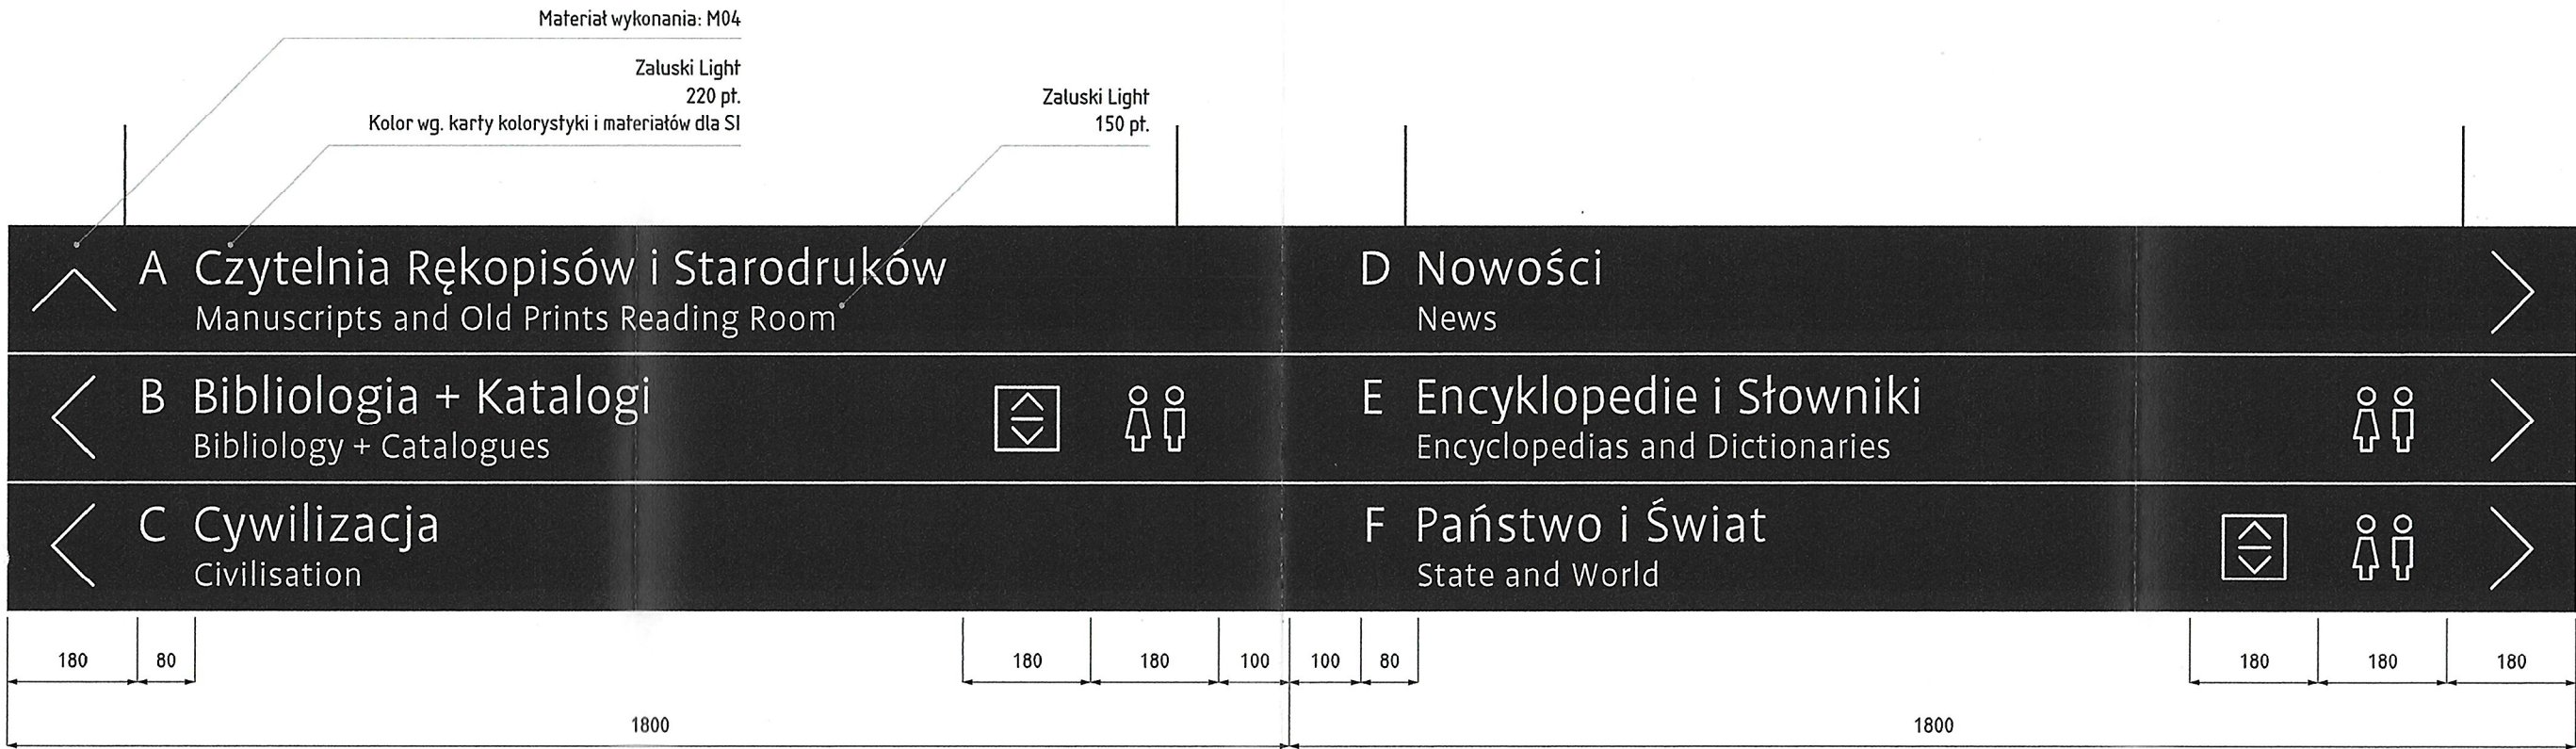 Materiał wykonania: M04
Zaluski Light
220 pt.
Kolor wg. karty kolorystyki i materiałów dla SI
Zaluski Light
150 pt.
A Czytelnia Rękopisów i Starodruków
Manuscripts and Old Prints Reading Room
B Bibliologia + Katalogi
Bibliology + Catalogues
C Cywilizacja
Civilisation
D Nowości
News
E Encyklopedie i Słowniki
Encyclopedias and Dictionaries
F Państwo i Świat
State and World
180 80 180 180 100 100 80 180 180 180
1800 1800